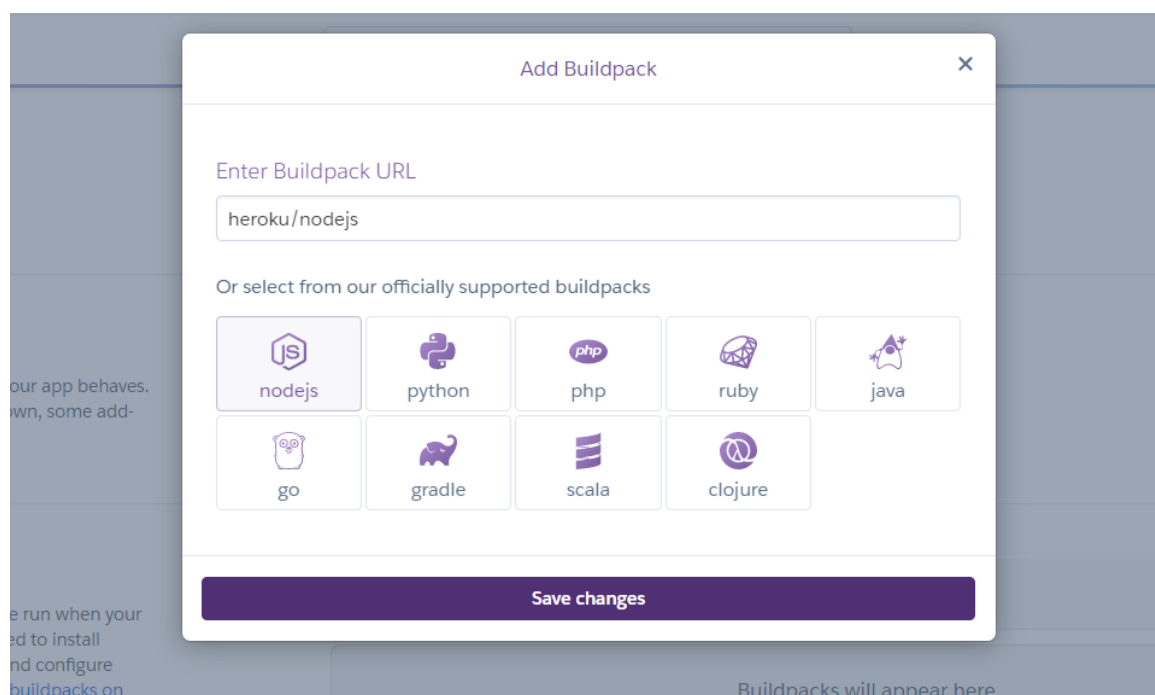 Add Buildpack
Enter Buildpack URL
heroku/nodejs
Or select from our officially supported buildpacks
JS
nodejs
python
php
php
ruby
java
go
gradle
scala
clojure
Save changes
our app behaves.
own, some add-
e run when your
ed to install
nd configure
buildpacks on
Buildpacks will appear here